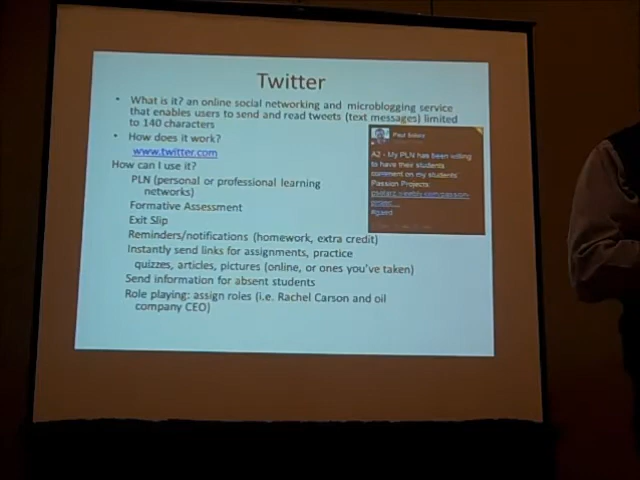 Twitter
• What is it? an online social networking and microblogging service
that enables users to send and read tweets (text messages) limited
to 140 characters
• How does it work?
www.twitter.com
How can I use it?
PLN (personal or professional learning
networks)
Formative Assessment
Exit Slip
Reminders/notifications (homework, extra credit)
Instantly send links for assignments, practice
quizzes, articles, pictures (online, or ones you've taken)
Send information for absent students
Role playing: assign roles (i.e. Rachel Carson and oil
company CEO)
Paul
A2 - My PLN has been willing
to have their students
comment on my students'
Passion Projects